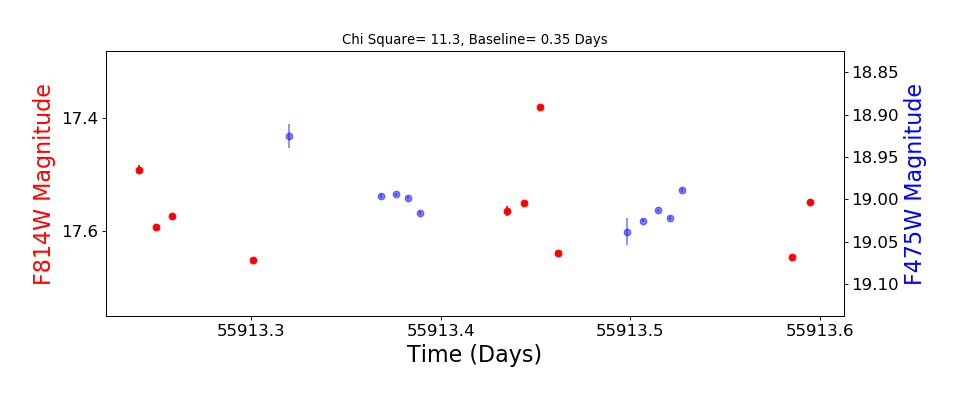 Chi Square= 11.3, Baseline= 0.35 Days
F814W Magnitude
17.4
17.6
18.85
18.90
18.95
19.00
19.05
19.10
F475W Magnitude
55913.3 55913.4 55913.5 55913.6
Time (Days)